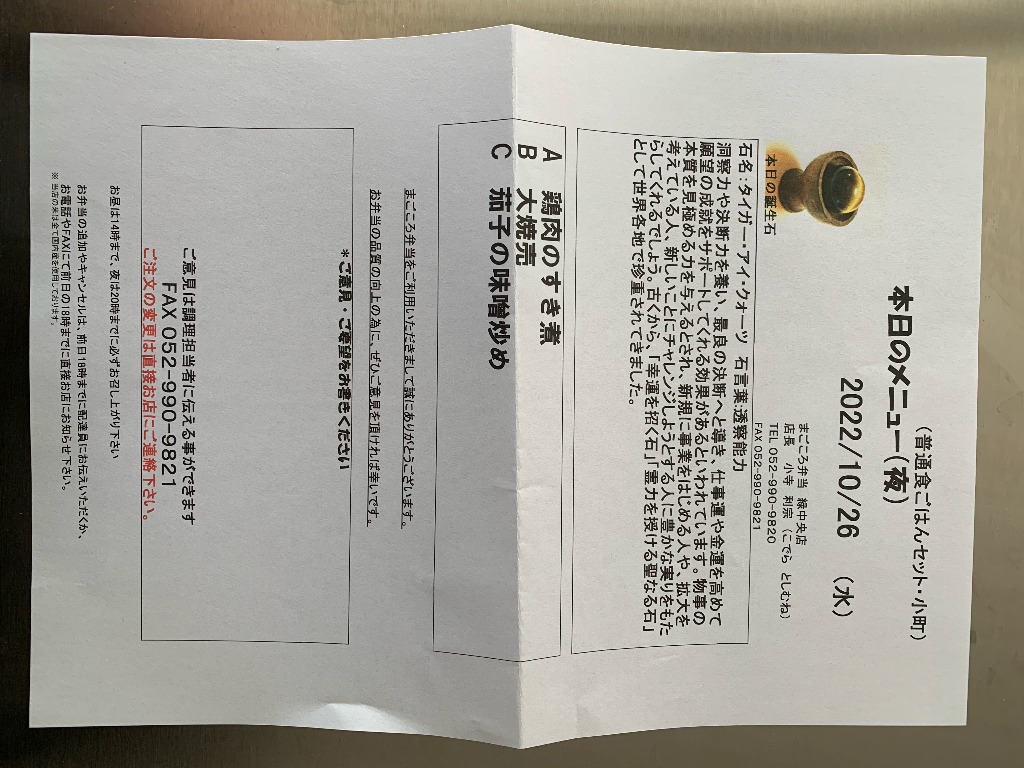 （普通食ごはんセット・小町）
本日のメニュー（夜）
2022/10/26　（水）
まごころ弁当　緑中央店
店長　小寺　利宗（こでら　としむね）
TEL 052-990-9820
FAX 052-990-9821
本日の誕生石
石名:タイガー・アイ・クォーツ　石言葉:透察能力
洞察力や決断力を養い、最良の決断へと導き、仕事運や金運を高めて
願望の成就をサポートしてくれる効果があるといわれています。物事の
本質を見極める力を与えるとされ、新規に事業をはじめる人や、拡大を
考えている人、新しいことにチャレンジしようとする人に豊かな実りをもた
らしてくれるでしょう。古くから、「幸運を招く石」「霊力を授ける聖なる石」
として世界各地で珍重されてきました。
A　鶏肉のすき煮
B　大焼売
C　茄子の味噌炒め
まごころ弁当をご利用いただきまして誠にありがとうございます。
お弁当の品質の向上の為に、ぜひご意見を頂ければ幸いです。
*ご意見・ご要望をお書きください
ご意見は調理担当者に伝える事ができます
FAX 052-990-9821
ご注文の変更は直接お店にご連絡下さい。
お昼は14時まで、夜は20時までに必ずお召し上がり下さい
お弁当の追加やキャンセルは、前日18時までに配達員にお伝えいただくか、
お電話やFAXにて前日の18時までに直接お店にお知らせ下さい。
※当店の米は全て国内産を使用しております。